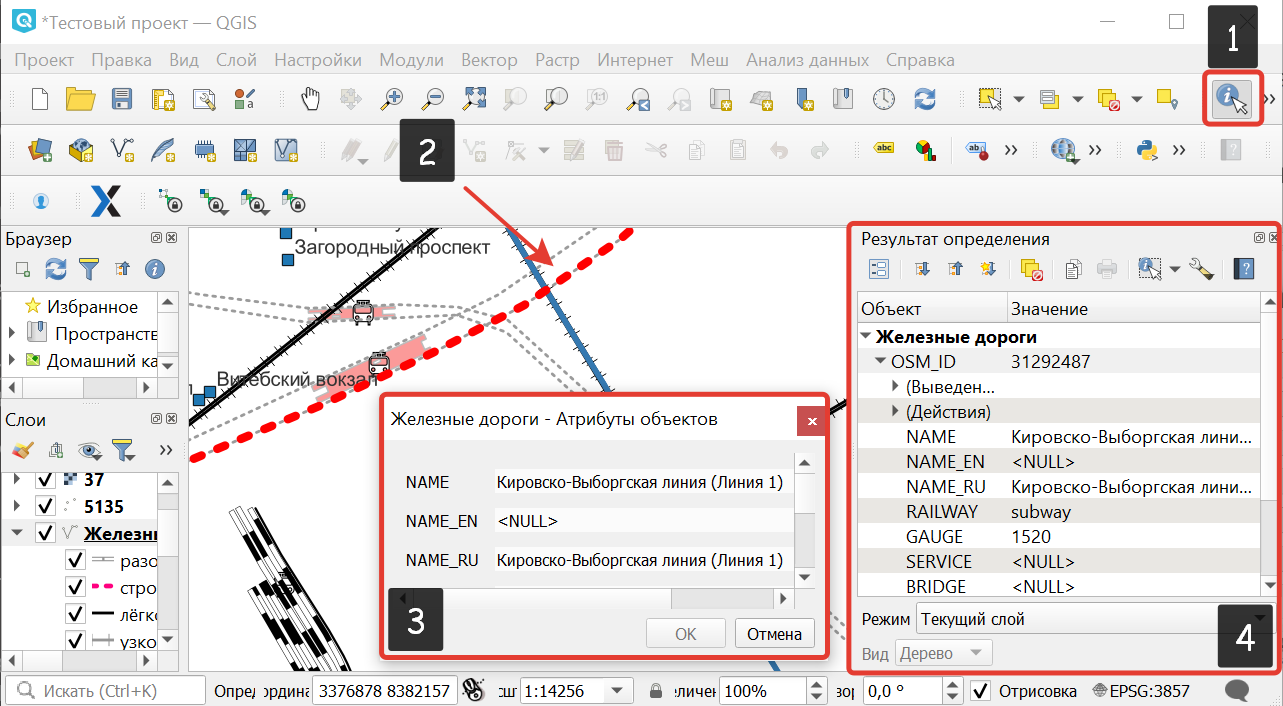 *Тестовый проект — QGIS
1
Проект Правка Вид Слой Настройки Модули Вектор Растр Интернет Меш Анализ данных Справка
2
Браузер
Избранное
Пространств
Домашний ка
Слои
37
5135
Железн
разо
стро
лёгк
узко
Загородный проспект
Витебский вокзал
Железные дороги - Атрибуты объектов
NAME Кировско-Выборгская линия (Линия 1)
NAME_EN <NULL>
NAME_RU Кировско-Выборгская линия (Линия 1)
3
OK Отмена
Результат определения
Объект Значение
Железные дороги
OSM_ID 31292487
(Выведен...
(Действия)
NAME Кировско-Выборгская лини...
NAME_EN <NULL>
NAME_RU Кировско-Выборгская лини...
RAILWAY subway
GAUGE 1520
SERVICE <NULL>
BRIDGE <NULL>
Режим Текущий слой
4
Вид Дерево
Искать (Ctrl+K) Опред ординa 3376878 8382157 сш 1:14256 еличен 100% вор 0,0 ° Отрисовка EPSG:3857